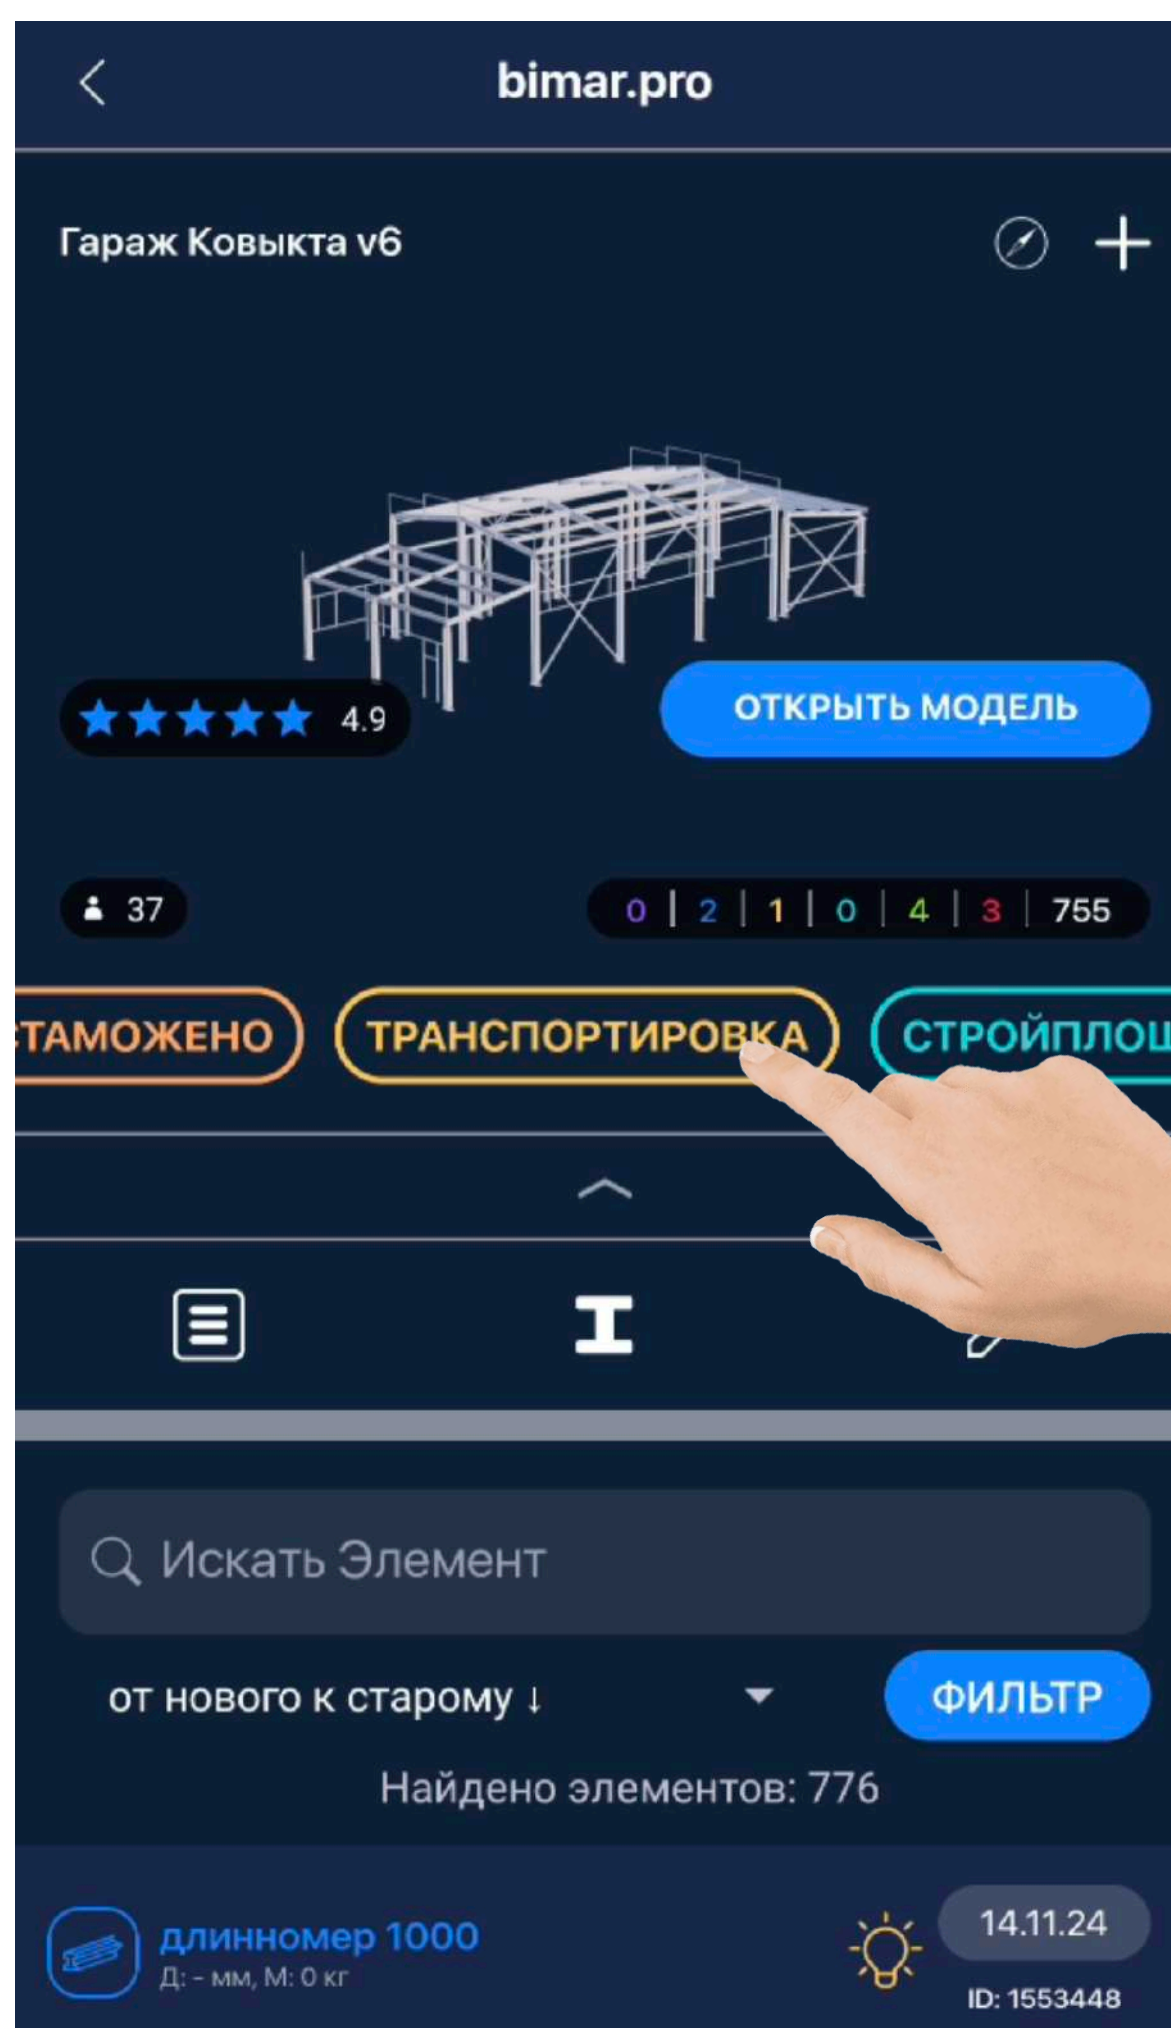 bimar.pro
Гараж Ковыкта v6
4.9
ОТКРЫТЬ МОДЕЛЬ
37
0 | 2 | 1 | 0 | 4 | 3 | 755
ТАМОЖЕНО
ТРАНСПОРТИРОВКА
СТРОЙПЛОЩ
Искать Элемент
от нового к старому ↓
ФИЛЬТР
Найдено элементов: 776
длинномер 1000
Д: - мм, М: 0 кг
14.11.24
ID: 1553448